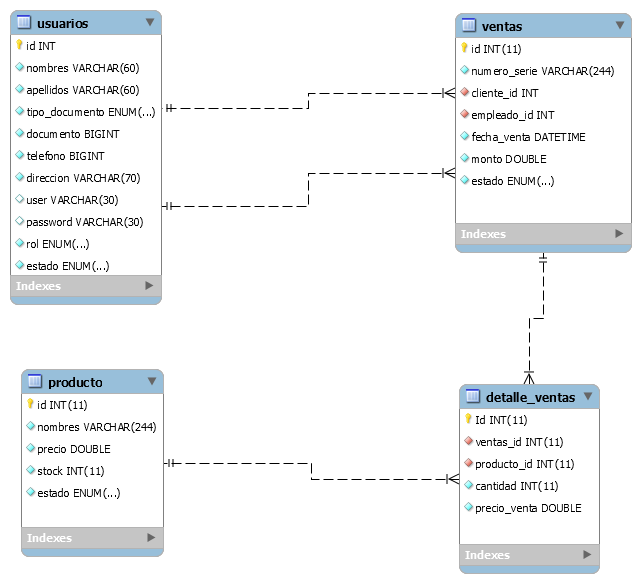 usuarios
id INT
nombres VARCHAR(60)
apellidos VARCHAR(60)
tipo_documento ENUM(...)
documento BIGINT
telefono BIGINT
direccion VARCHAR(70)
user VARCHAR(30)
password VARCHAR(30)
rol ENUM(...)
estado ENUM(...)
Indexes
ventas
id INT(11)
numero_serie VARCHAR(244)
cliente_id INT
empleado_id INT
fecha_venta DATETIME
monto DOUBLE
estado ENUM(...)
Indexes
producto
id INT(11)
nombres VARCHAR(244)
precio DOUBLE
stock INT(11)
estado ENUM(...)
Indexes
detalle_ventas
Id INT(11)
ventas_id INT(11)
producto_id INT(11)
cantidad INT(11)
precio_venta DOUBLE
Indexes